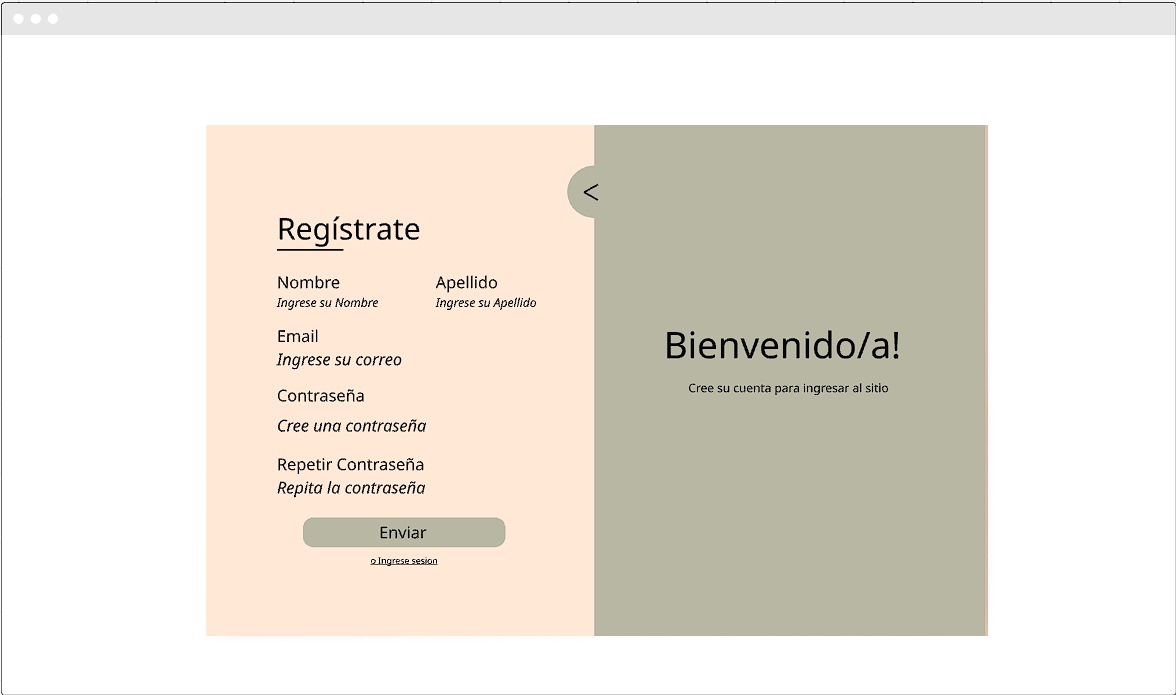 <
Regístrate
Nombre Apellido
Ingrese su Nombre Ingrese su Apellido
Email
Ingrese su correo
Contraseña
Cree una contraseña
Repetir Contraseña
Repita la contraseña
Enviar
o Ingrese sesion
Bienvenido/a!
Cree su cuenta para ingresar al sitio